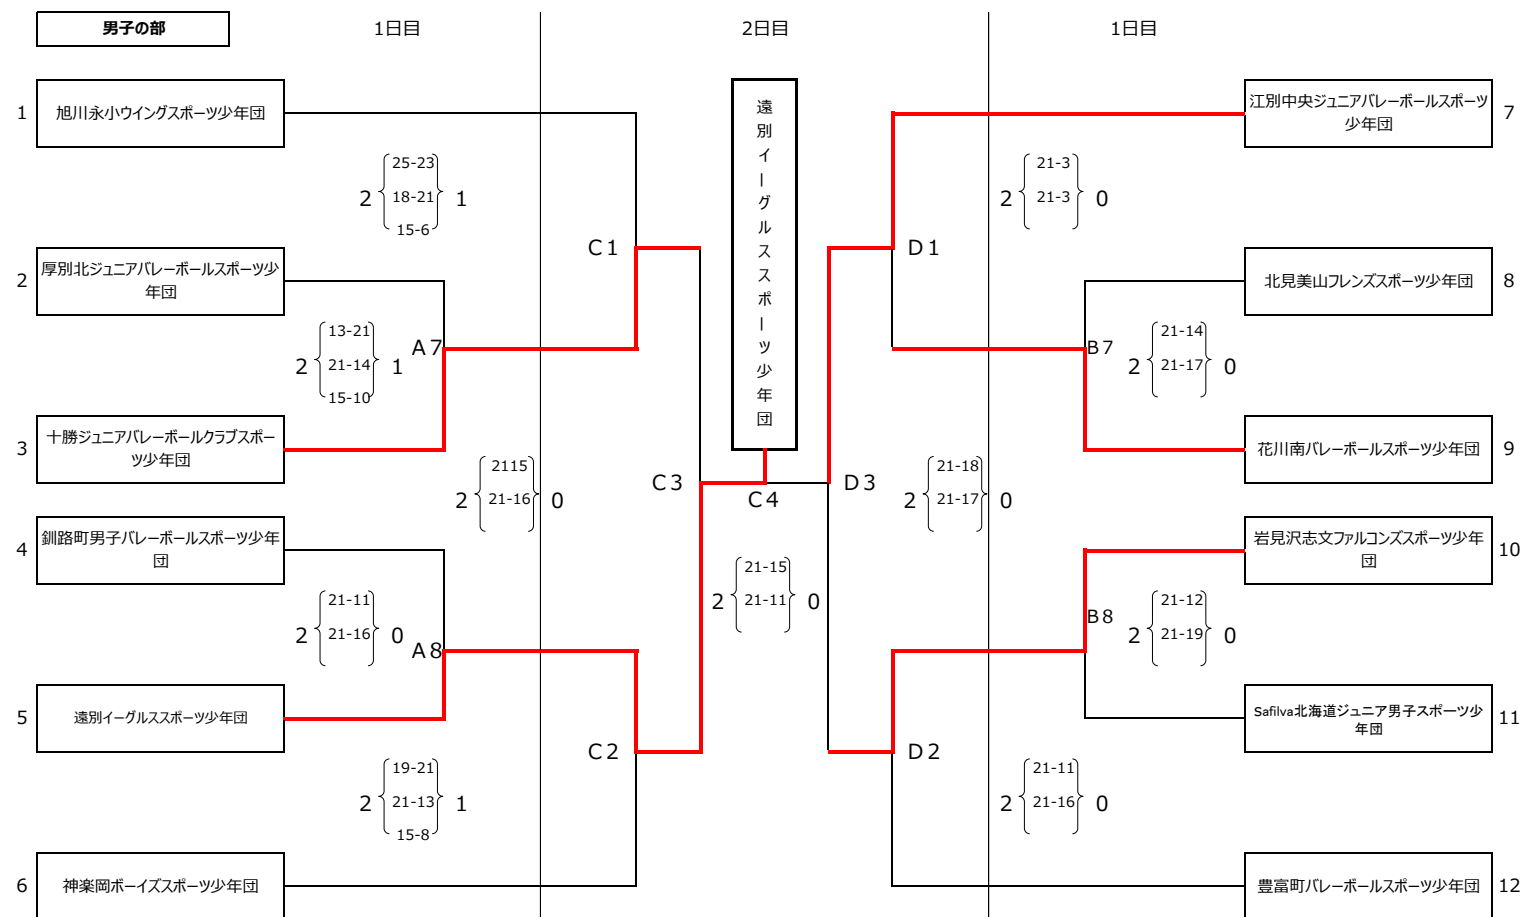 男子の部
1日目
2日目
1日目
1
旭川永小ウイングスポーツ少年団
2
25-23
18-21
15-6
1
C1
2
厚別北ジュニアバレーボールスポーツ少
年団
A7
2
13-21
21-14
15-10
1
3
十勝ジュニアバレーボールクラブスポー
ツ少年団
2
2115
21-16
0
C3
4
釧路町男子バレーボールスポーツ少年
団
2
21-11
21-16
0
A8
5
遠別イーグルススポーツ少年団
C2
2
19-21
21-13
15-8
1
6
神楽岡ボーイズスポーツ少年団
遠別イーグルススポーツ少年団
C4
2
21-15
21-11
0
7
江別中央ジュニアバレーボールスポーツ
少年団
2
21-3
21-3
0
D1
8
北見美山フレンズスポーツ少年団
B7
2
21-14
21-17
0
9
花川南バレーボールスポーツ少年団
D3
2
21-18
21-17
0
10
岩見沢志文ファルコンズスポーツ少年
団
B8
2
21-12
21-19
0
11
Safilva北海道ジュニア男子スポーツ少
年団
D2
2
21-11
21-16
0
12
豊富町バレーボールスポーツ少年団